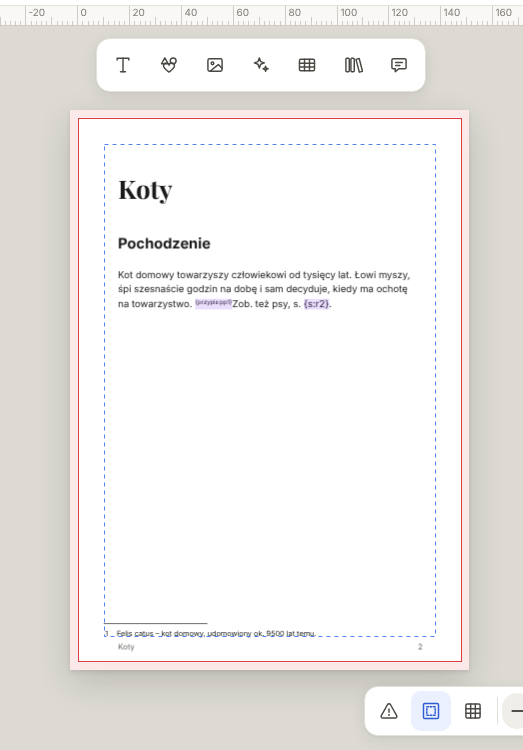 -20 0 20 40 60 80 100 120 140 160
Koty
Pochodzenie
Kot domowy towarzyszy człowiekowi od tysięcy lat. Łowi myszy,
śpi szesnaście godzin na dobę i sam decyduje, kiedy ma ochotę
na towarzystwo. {przypis:pp1}Zob. też psy, s. {s:r2}.
1 Felis catus – kot domowy, udomowiony ok. 9500 lat temu.
Koty 2